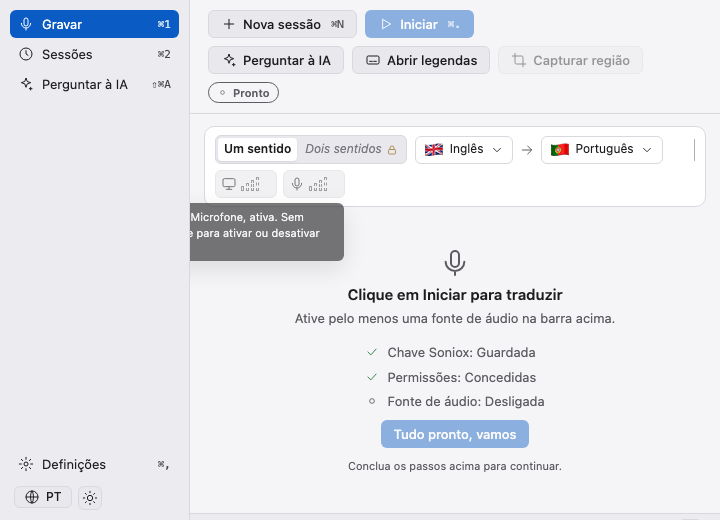 Gravar ⌘1
Sessões ⌘2
Perguntar à IA ⇧⌘A
Definições ⌘,
PT
Nova sessão ⌘N
Iniciar ⌘.
Perguntar à IA
Abrir legendas
Capturar região
Pronto
Um sentido
Dois sentidos
Inglês → Português
Microfone, ativa. Sem
para ativar ou desativar
Clique em Iniciar para traduzir
Ative pelo menos uma fonte de áudio na barra acima.
Chave Soniox: Guardada
Permissões: Concedidas
Fonte de áudio: Desligada
Tudo pronto, vamos
Conclua os passos acima para continuar.